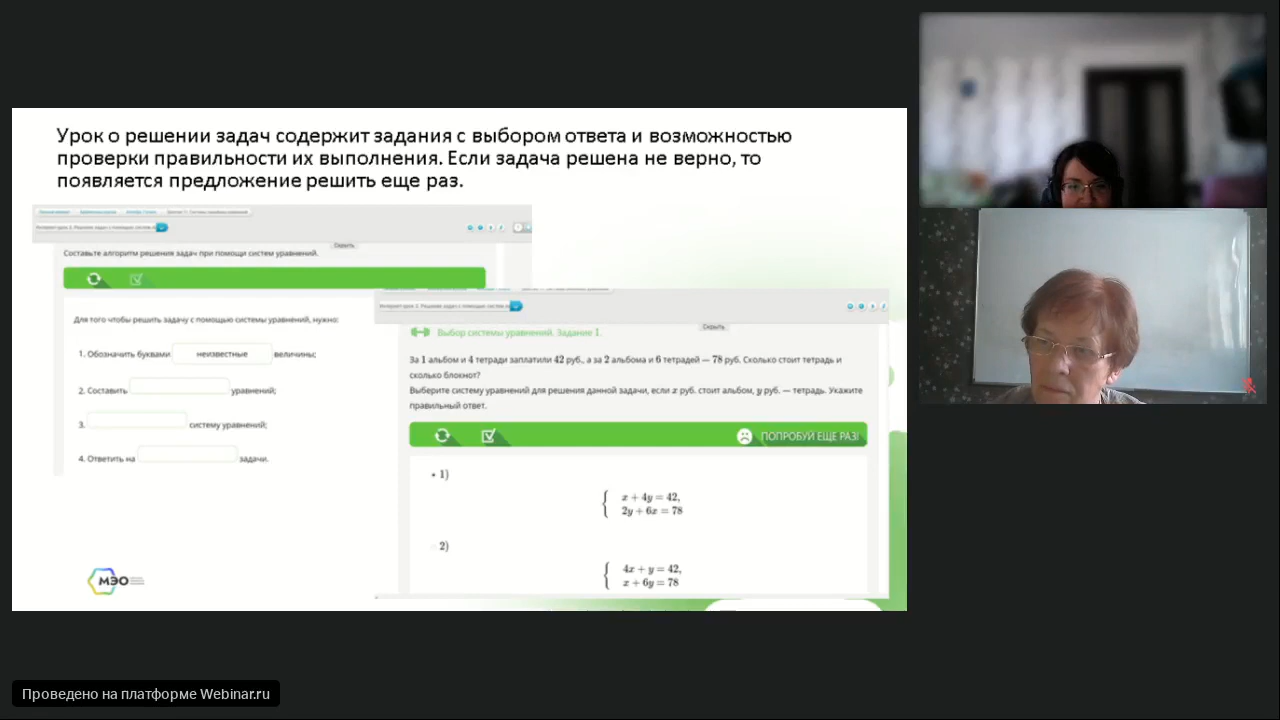 Урок о решении задач содержит задания с выбором ответа и возможностью
проверки правильности их выполнения. Если задача решена не верно, то
появляется предложение решить еще раз.
Скрыть
Составьте алгоритм решения задач при помощи систем уравнений.
Для того чтобы решить задачу с помощью системы уравнений, нужно:
1. Обозначить буквами неизвестные величины;
2. Составить уравнений;
3. систему уравнений;
4. Ответить на задачи.
МЭО
Скрыть
Выбор системы уравнений. Задание 1.
За 1 альбом и 4 тетради заплатили 42 руб., а за 2 альбома и 6 тетрадей — 78 руб. Сколько стоит тетрадь и
сколько блокнот?
Выберите систему уравнений для решения данной задачи, если x руб. стоит альбом, y руб. — тетрадь. Укажите
правильный ответ.
ПОПРОБУЙ ЕЩЕ РАЗ!
1)
x + 4y = 42,
2y + 6x = 78
2)
4x + y = 42,
x + 6y = 78
Проведено на платформе Webinar.ru